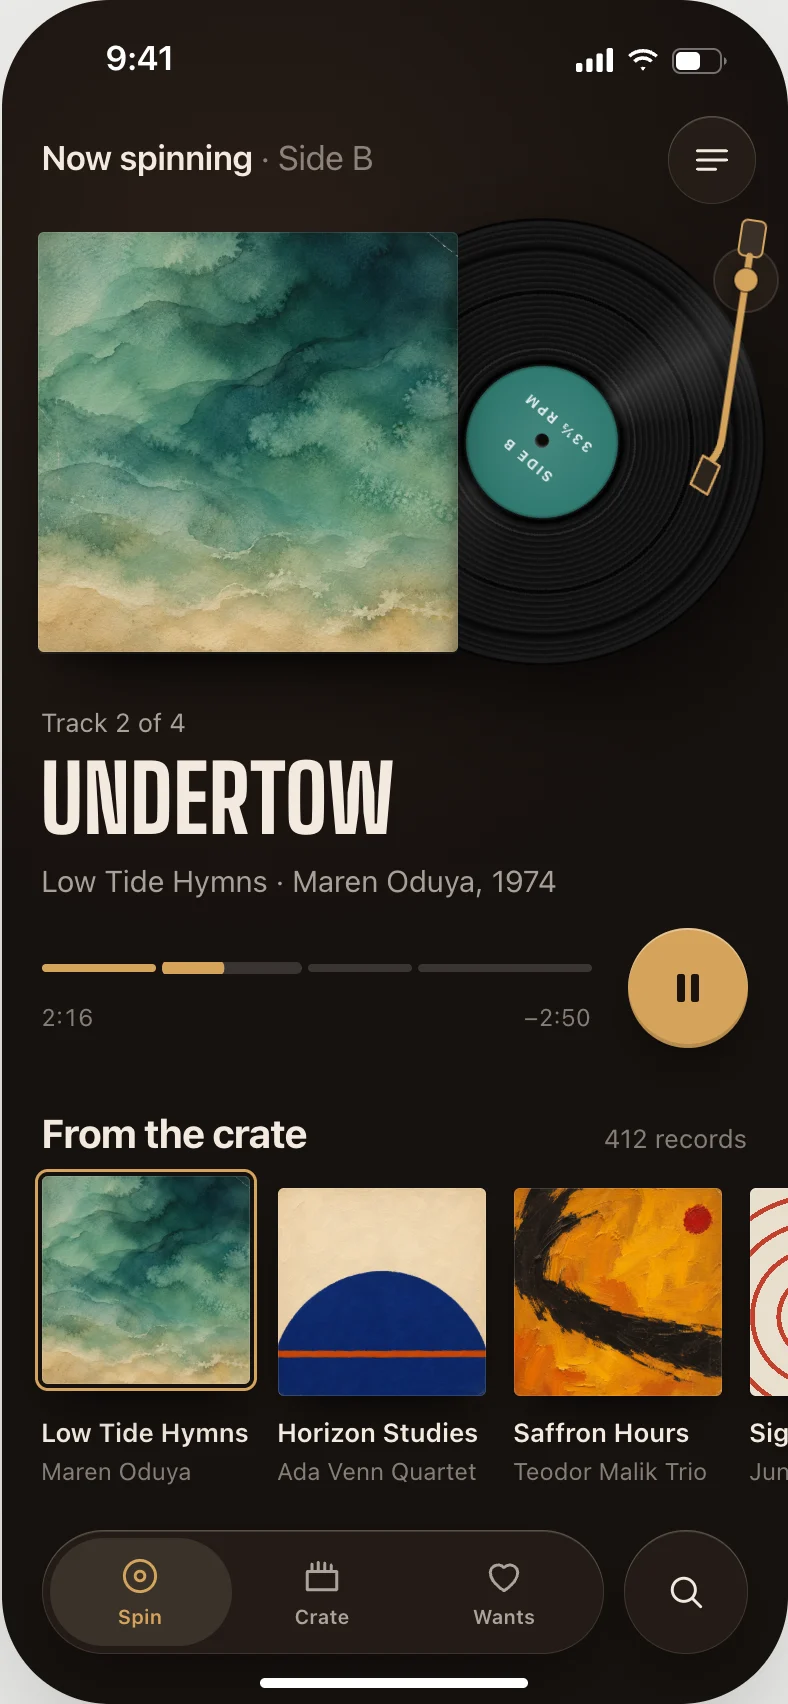 9:41
Now spinning · Side B
33⅓ RPM
SIDE B
Track 2 of 4
UNDERTOW
Low Tide Hymns · Maren Oduya, 1974
2:16
−2:50
From the crate
412 records
Low Tide Hymns
Maren Oduya
Horizon Studies
Ada Venn Quartet
Saffron Hours
Teodor Malik Trio
Sig
Jun
Spin
Crate
Wants